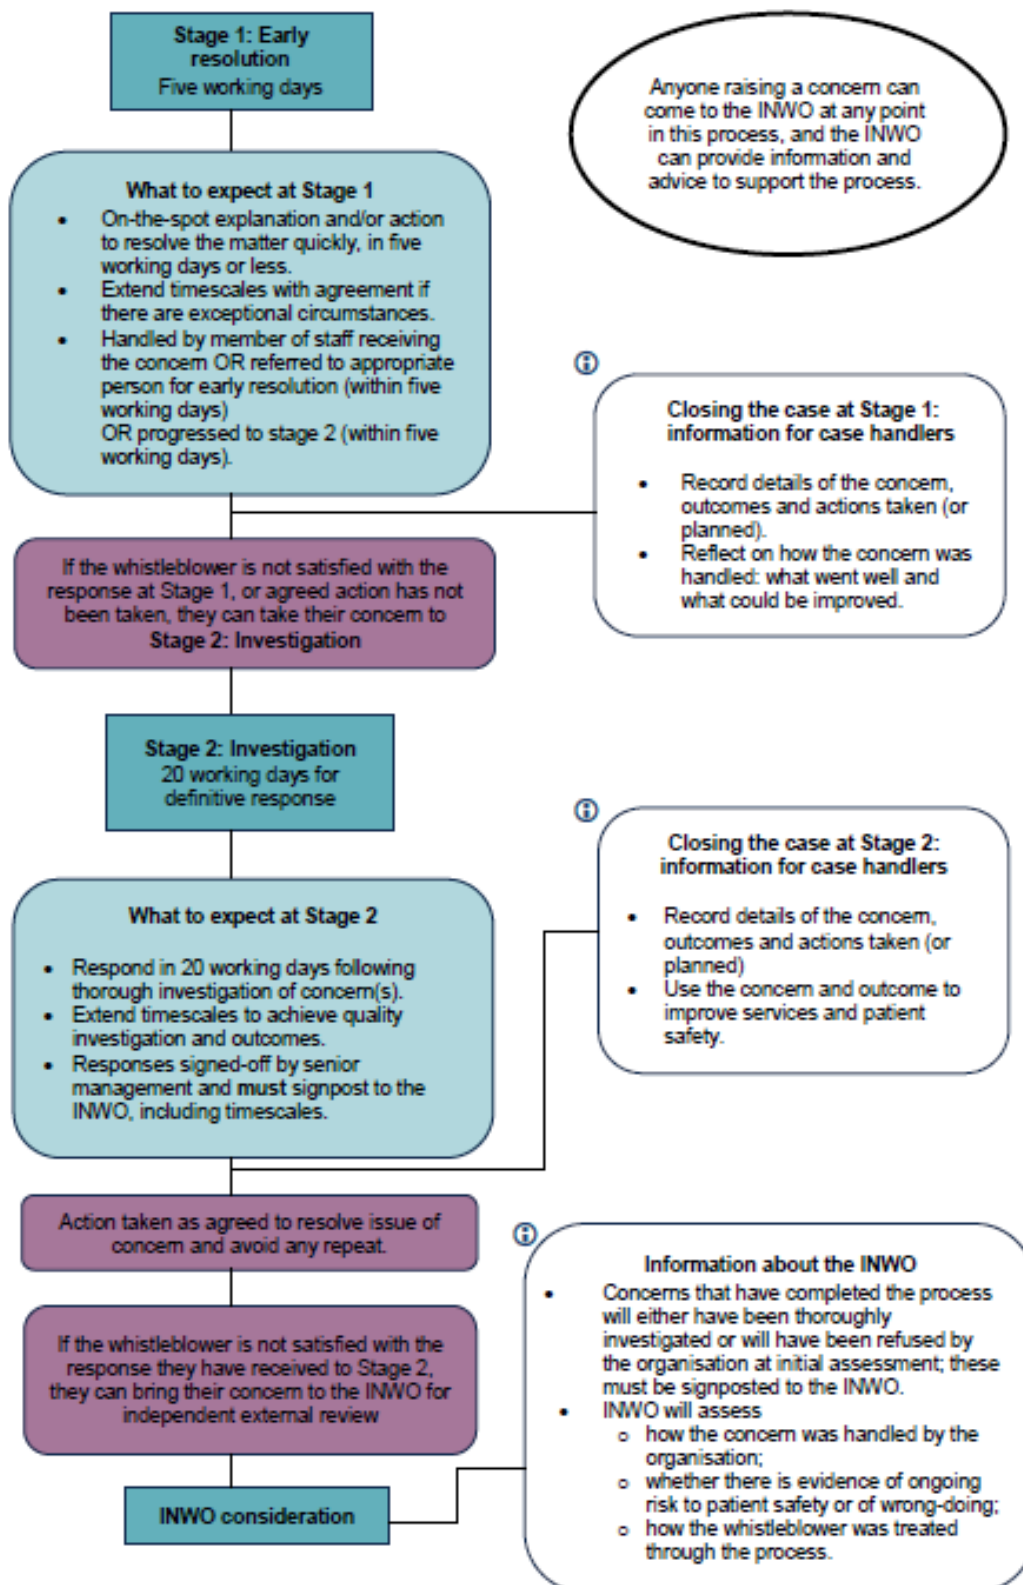 Stage 1: Early
resolution
Five working days
Anyone raising a concern can
come to the INWO at any point
in this process, and the INWO
can provide information and
advice to support the process.
What to expect at Stage 1
• On-the-spot explanation and/or action
to resolve the matter quickly, in five
working days or less.
• Extend timescales with agreement if
there are exceptional circumstances.
• Handled by member of staff receiving
the concern OR referred to appropriate
person for early resolution (within five
working days)
OR progressed to stage 2 (within five
working days).
Closing the case at Stage 1:
information for case handlers
• Record details of the concern,
outcomes and actions taken (or
planned).
• Reflect on how the concern was
handled: what went well and
what could be improved.
If the whistleblower is not satisfied with the
response at Stage 1, or agreed action has not
been taken, they can take their concern to
Stage 2: Investigation
Stage 2: Investigation
20 working days for
definitive response
Closing the case at Stage 2:
information for case handlers
• Record details of the concern,
outcomes and actions taken (or
planned)
• Use the concern and outcome to
improve services and patient
safety.
What to expect at Stage 2
• Respond in 20 working days following
thorough investigation of concern(s).
• Extend timescales to achieve quality
investigation and outcomes.
• Responses signed-off by senior
management and must signpost to the
INWO, including timescales.
Action taken as agreed to resolve issue of
concern and avoid any repeat.
If the whistleblower is not satisfied with the
response they have received to Stage 2,
they can bring their concern to the INWO for
independent external review
INWO consideration
Information about the INWO
• Concerns that have completed the process
will either have been thoroughly
investigated or will have been refused by
the organisation at initial assessment; these
must be signposted to the INWO.
• INWO will assess
o how the concern was handled by the
organisation;
o whether there is evidence of ongoing
risk to patient safety or of wrong-doing;
o how the whistleblower was treated
through the process.